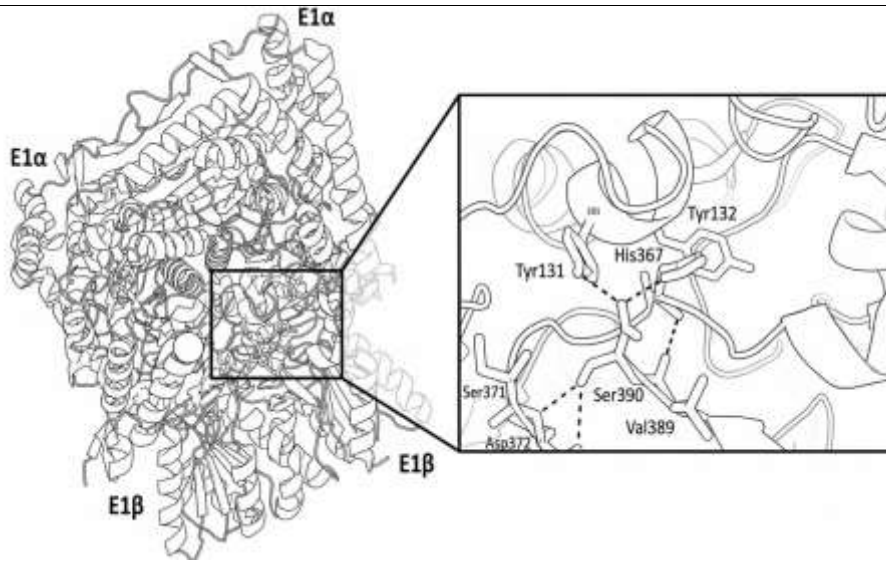 E1α
E1α
E1β
E1β
Tyr132
His367
Tyr131
Ser371
Ser390
Asp372
Val389